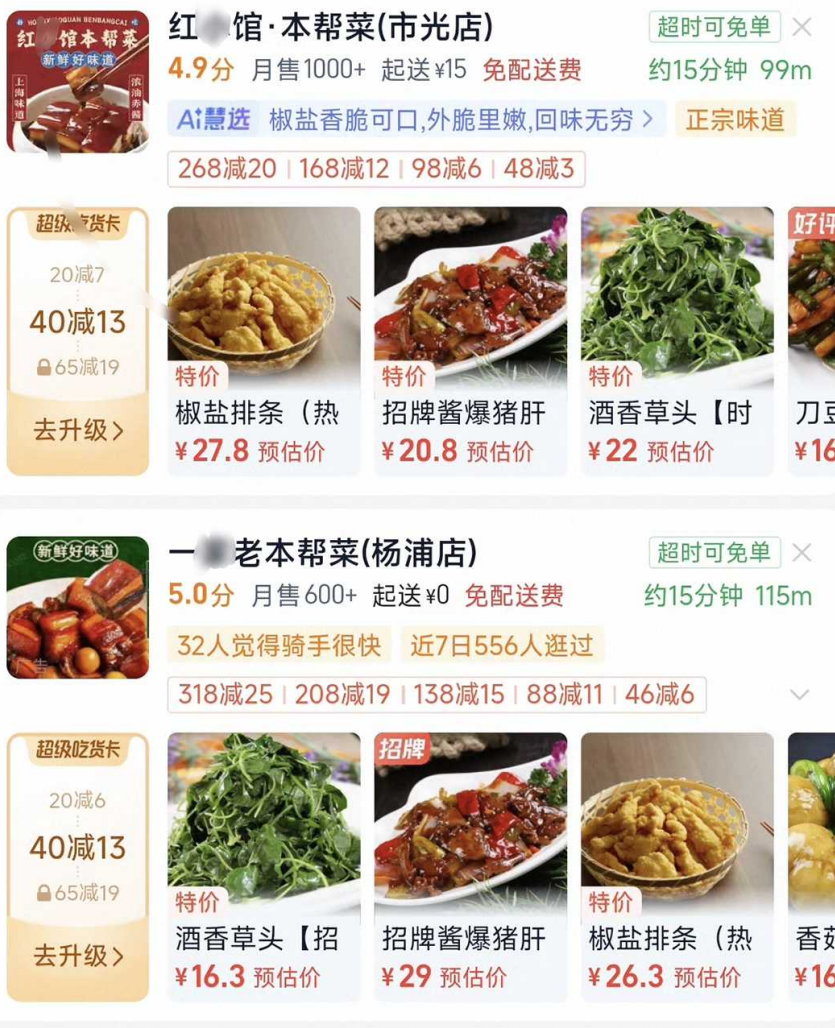 HO
GUAN BENBANGCAI
红 馆本帮菜
新鲜好味道
上海味道
浓油赤酱
红 馆·本帮菜(市光店)
超时可免单
4.9分 月售1000+ 起送¥15 免配送费
约15分钟 99m
Ai慧选 椒盐香脆可口,外脆里嫩,回味无穷 >
正宗味道
268减20 168减12 98减6 48减3
超级吃货卡
20减7
40减13
65减19
去升级>
特价
椒盐排条（热
¥27.8 预估价
特价
招牌酱爆猪肝
¥20.8 预估价
特价
酒香草头【时
¥22 预估价
好评
刀豆
¥16
新鲜好味道
广告
一 老本帮菜(杨浦店)
超时可免单
5.0分 月售600+ 起送¥0 免配送费
约15分钟 115m
32人觉得骑手很快 近7日556人逛过
318减25 208减19 138减15 88减11 46减6
超级吃货卡
20减6
40减13
65减19
去升级>
特价
酒香草头【招
¥16.3 预估价
招牌
招牌酱爆猪肝
¥29 预估价
特价
椒盐排条（热
¥26.3 预估价
香菇
¥16